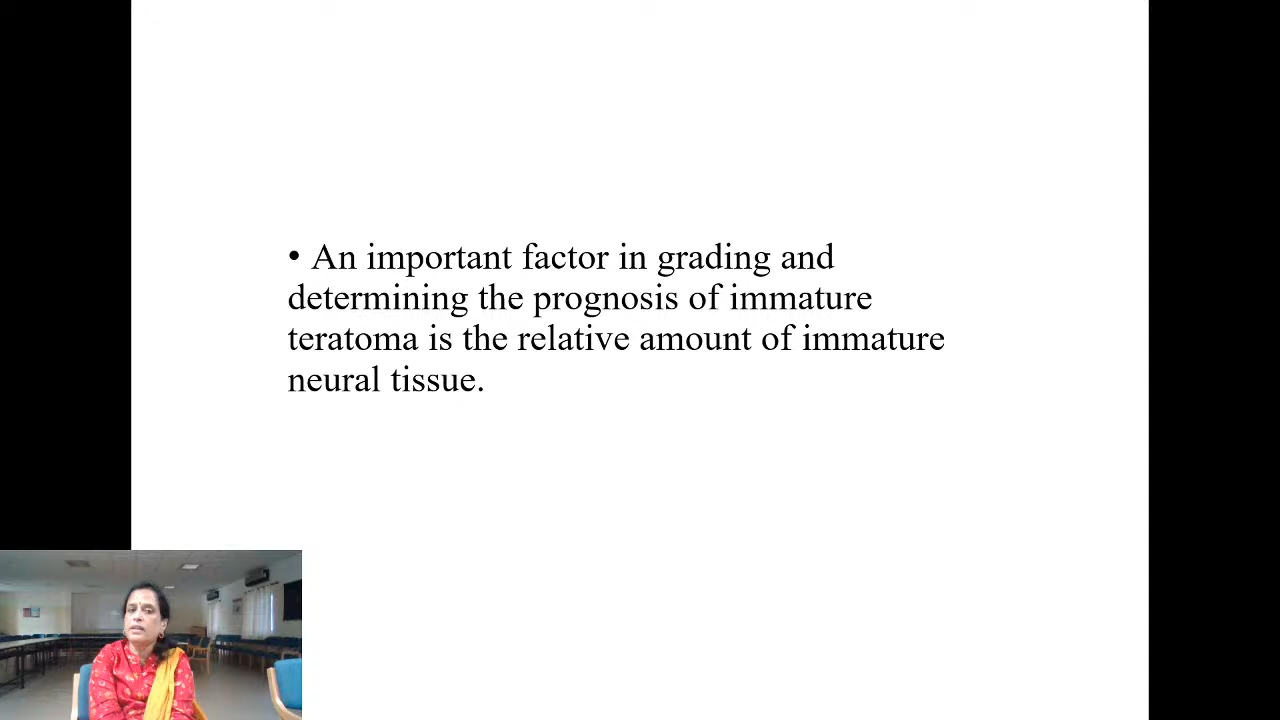 • An important factor in grading and
determining the prognosis of immature
teratoma is the relative amount of immature
neural tissue.